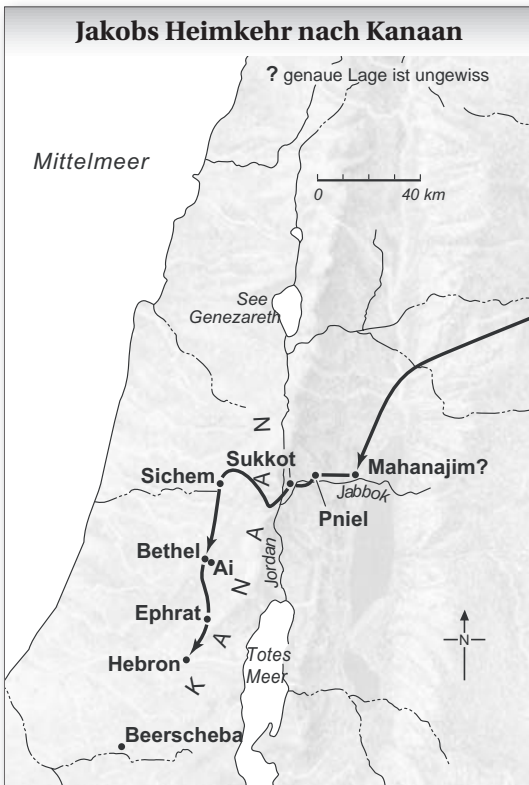 Jakobs Heimkehr nach Kanaan
? genaue Lage ist ungewiss
Mittelmeer
0 40 km
See
Genezareth
KANAAN
Sukkot
Sichem
Mahanajim?
Jabbok
Pniel
Bethel
Ai
Jordan
Ephrat
Hebron
Totes
Meer
N
Beerscheba